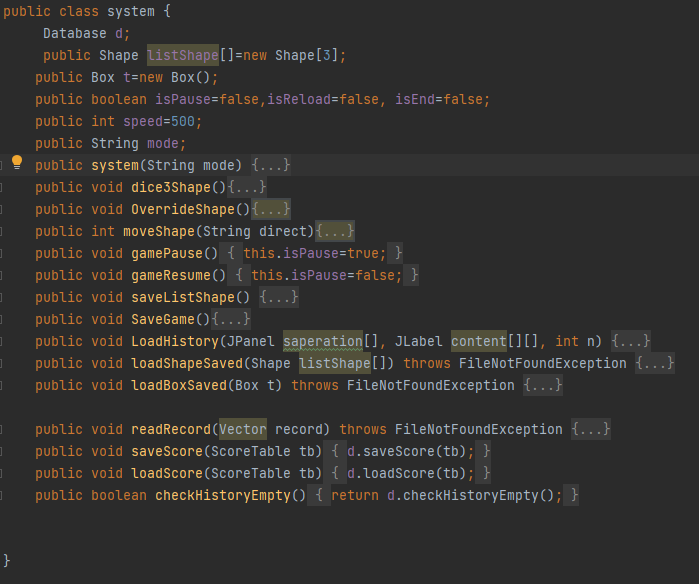 public class system {
Database d;
public Shape listShape[]=new Shape[3];
public Box t=new Box();
public boolean isPause=false,isReload=false, isEnd=false;
public int speed=500;
public String mode;
public system(String mode) {...}
public void dice3Shape(){...}
public void OverrideShape(){...}
public int moveShape(String direct){...}
public void gamePause() { this.isPause=true; }
public void gameResume() { this.isPause=false; }
public void saveListShape() {...}
public void SaveGame(){...}
public void LoadHistory(JPanel saperation[], JLabel content[][], int n) {...}
public void loadShapeSaved(Shape listShape[]) throws FileNotFoundException {...}
public void loadBoxSaved(Box t) throws FileNotFoundException {...}
public void readRecord(Vector record) throws FileNotFoundException {...}
public void saveScore(ScoreTable tb) { d.saveScore(tb); }
public void loadScore(ScoreTable tb) { d.loadScore(tb); }
public boolean checkHistoryEmpty() { return d.checkHistoryEmpty(); }
}